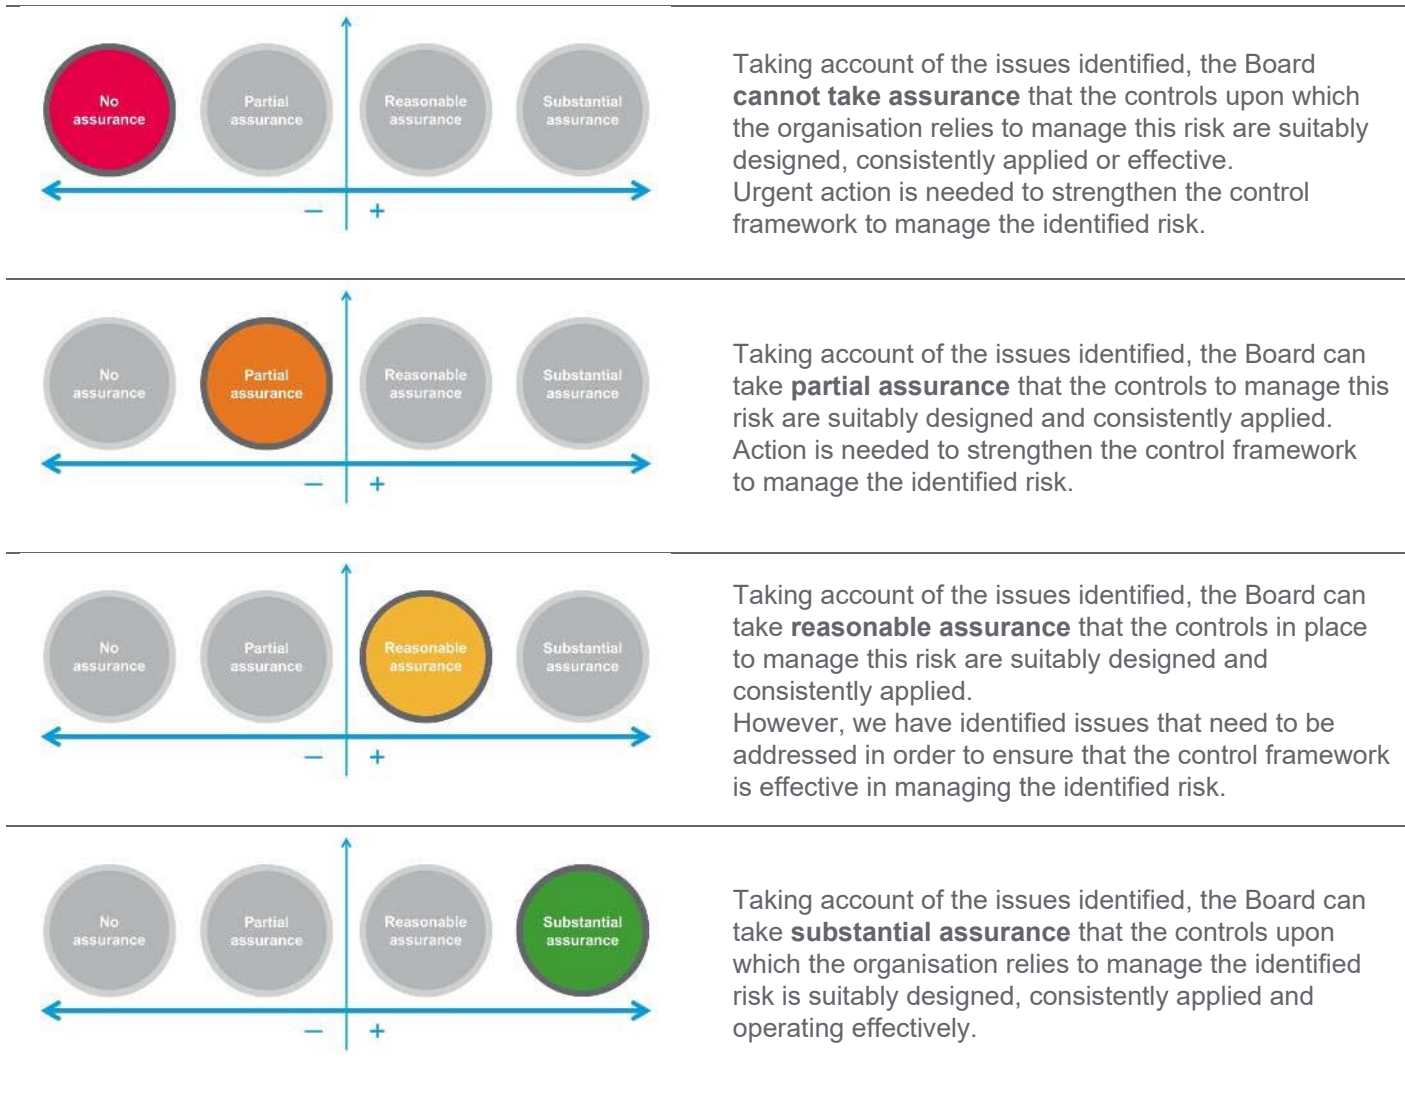 No
assurance
Partial
assurance
Reasonable
assurance
Substantial
assurance
– +
Taking account of the issues identified, the Board
cannot take assurance that the controls upon which
the organisation relies to manage this risk are suitably
designed, consistently applied or effective.
Urgent action is needed to strengthen the control
framework to manage the identified risk.
No
assurance
Partial
assurance
Reasonable
assurance
Substantial
assurance
– +
Taking account of the issues identified, the Board can
take partial assurance that the controls to manage this
risk are suitably designed and consistently applied.
Action is needed to strengthen the control framework
to manage the identified risk.
No
assurance
Partial
assurance
Reasonable
assurance
Substantial
assurance
– +
Taking account of the issues identified, the Board can
take reasonable assurance that the controls in place
to manage this risk are suitably designed and
consistently applied.
However, we have identified issues that need to be
addressed in order to ensure that the control framework
is effective in managing the identified risk.
No
assurance
Partial
assurance
Reasonable
assurance
Substantial
assurance
– +
Taking account of the issues identified, the Board can
take substantial assurance that the controls upon
which the organisation relies to manage the identified
risk is suitably designed, consistently applied and
operating effectively.